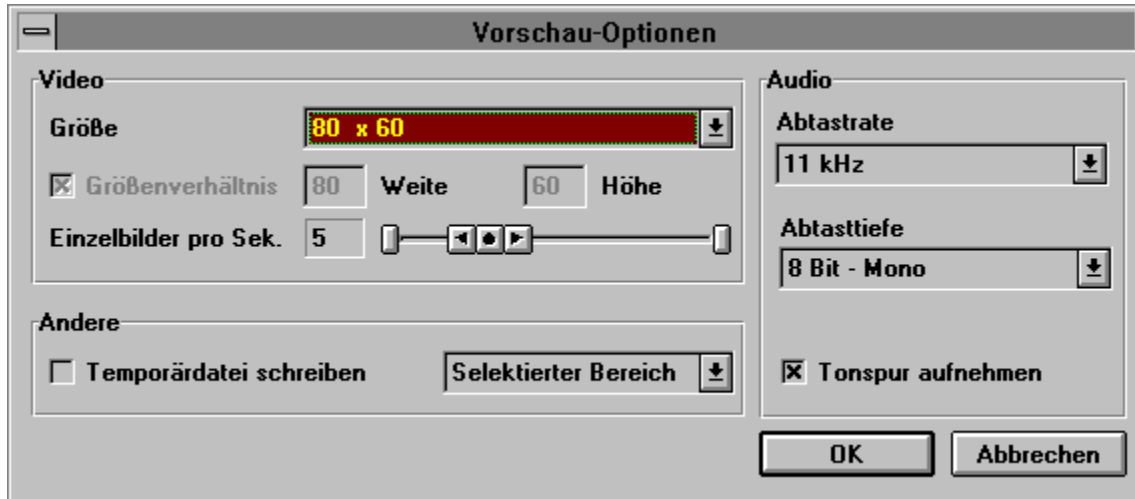 Vorschau-Optionen
Video
Größe
80 x 60
Größenverhältnis
80
Weite
60
Höhe
Einzelbilder pro Sek.
5
Andere
Temporärdatei schreiben
Selektierter Bereich
Audio
Abtastrate
11 kHz
Abtasttiefe
8 Bit - Mono
Tonspur aufnehmen
OK
Abbrechen